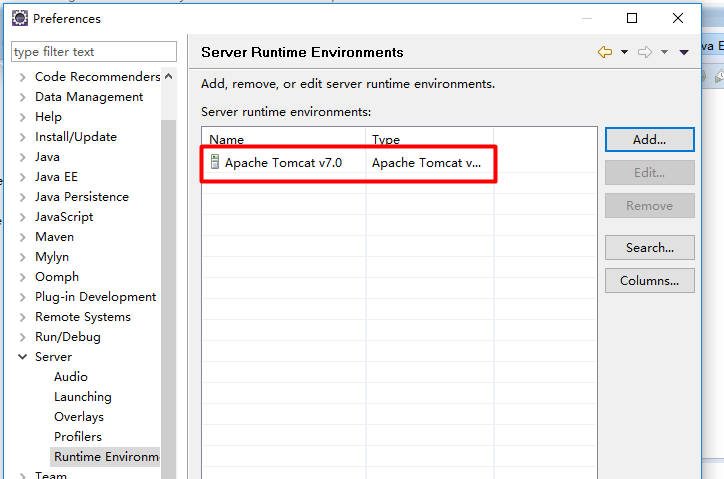 Preferences
type filter text
Code Recommenders
Data Management
Help
Install/Update
Java
Java EE
Java Persistence
JavaScript
Maven
Mylyn
Oomph
Plug-in Development
Remote Systems
Run/Debug
Server
Audio
Launching
Overlays
Profilers
Runtime Environm
Team
Server Runtime Environments
Add, remove, or edit server runtime environments.
Server runtime environments:
Name Type
Apache Tomcat v7.0 Apache Tomcat v...
Add...
Edit...
Remove
Search...
Columns...
va E